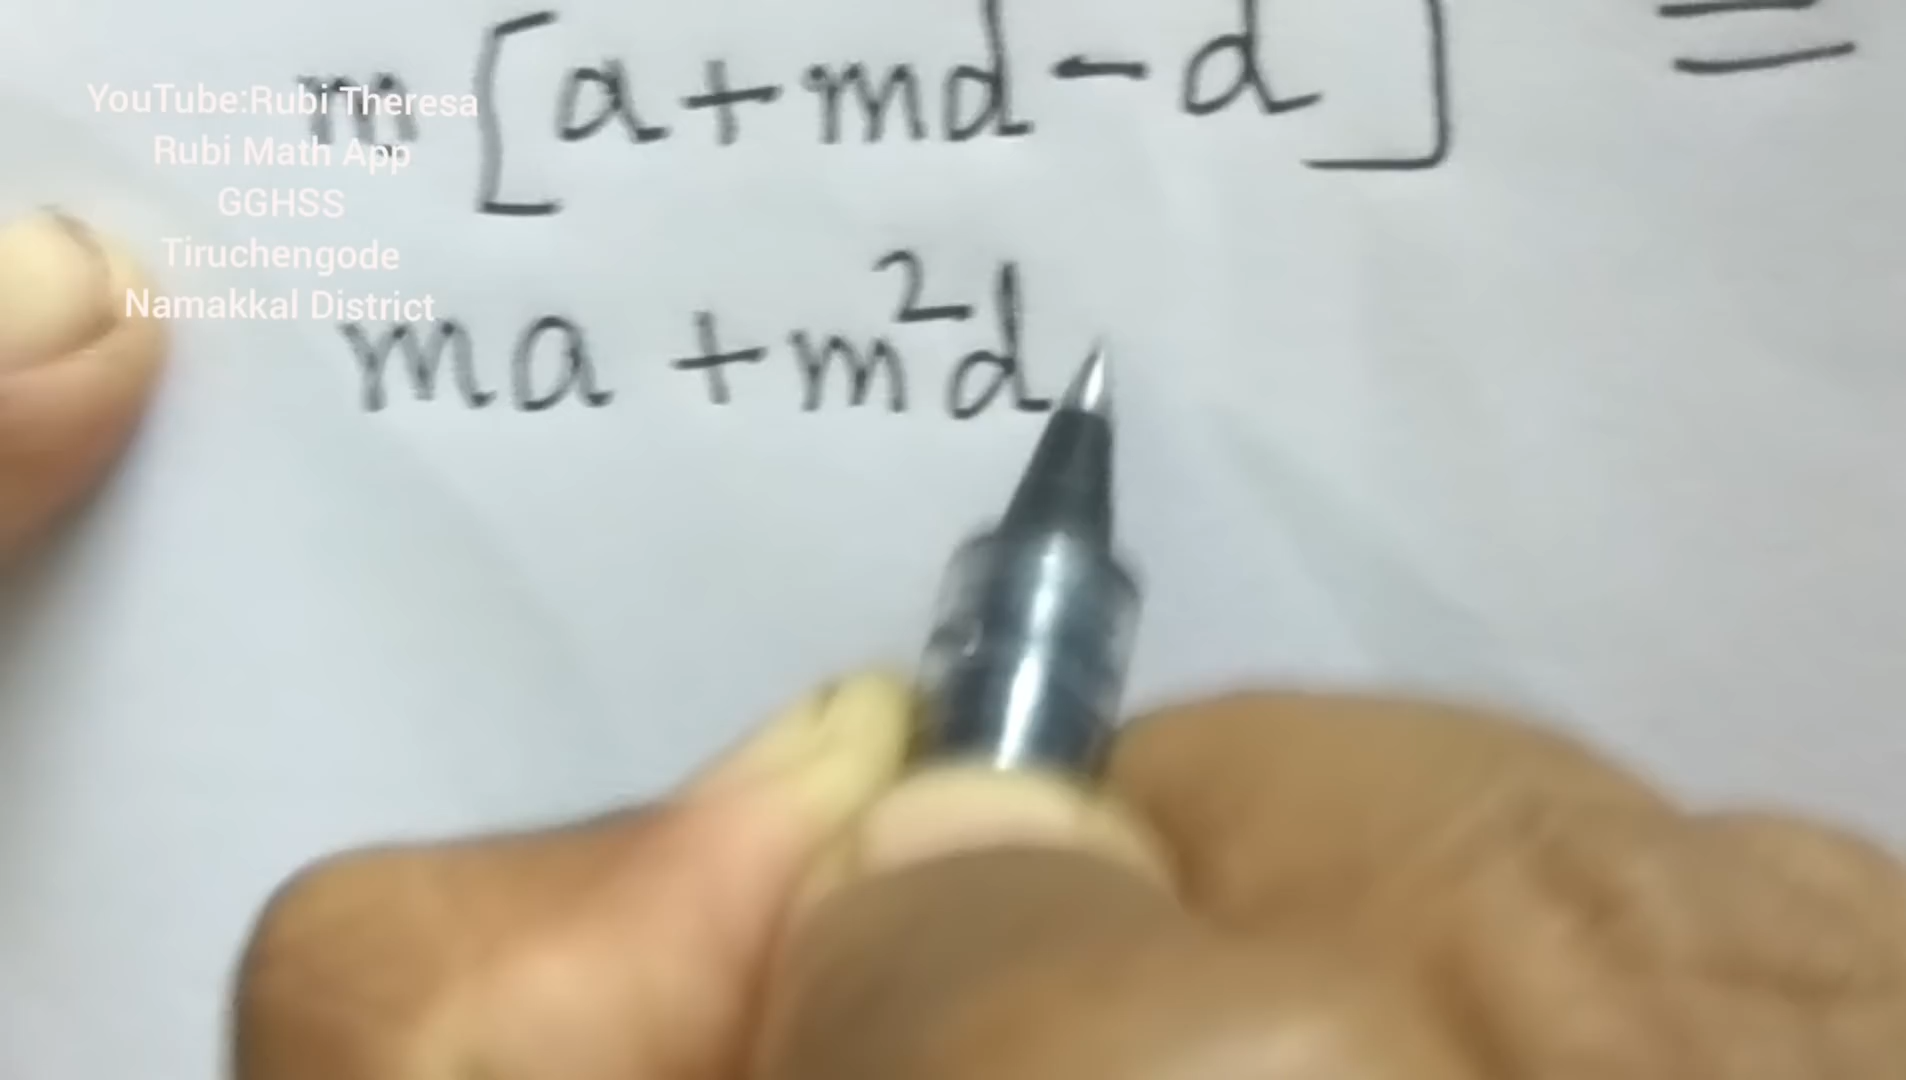 m[a+md-d] =
YouTube:Rubi Theresa
Rubi Math App
GGHSS
Tiruchengode
Namakkal District
ma +m²d